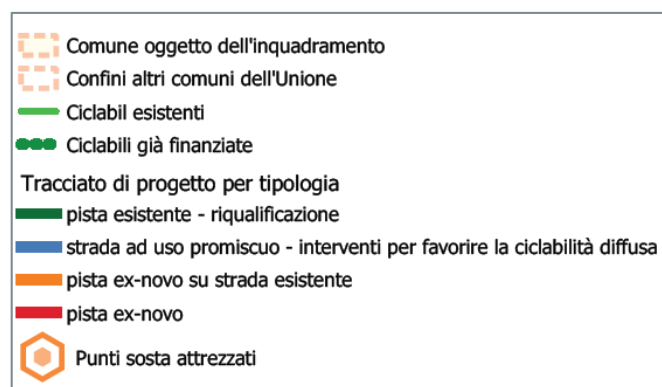 Comune oggetto dell'inquadramento
Confini altri comuni dell'Unione
Ciclabil esistenti
Ciclabili già finanziate
Tracciato di progetto per tipologia
pista esistente - riqualificazione
strada ad uso promiscuo - interventi per favorire la ciclabilità diffusa
pista ex-novo su strada esistente
pista ex-novo
Punti sosta attrezzati